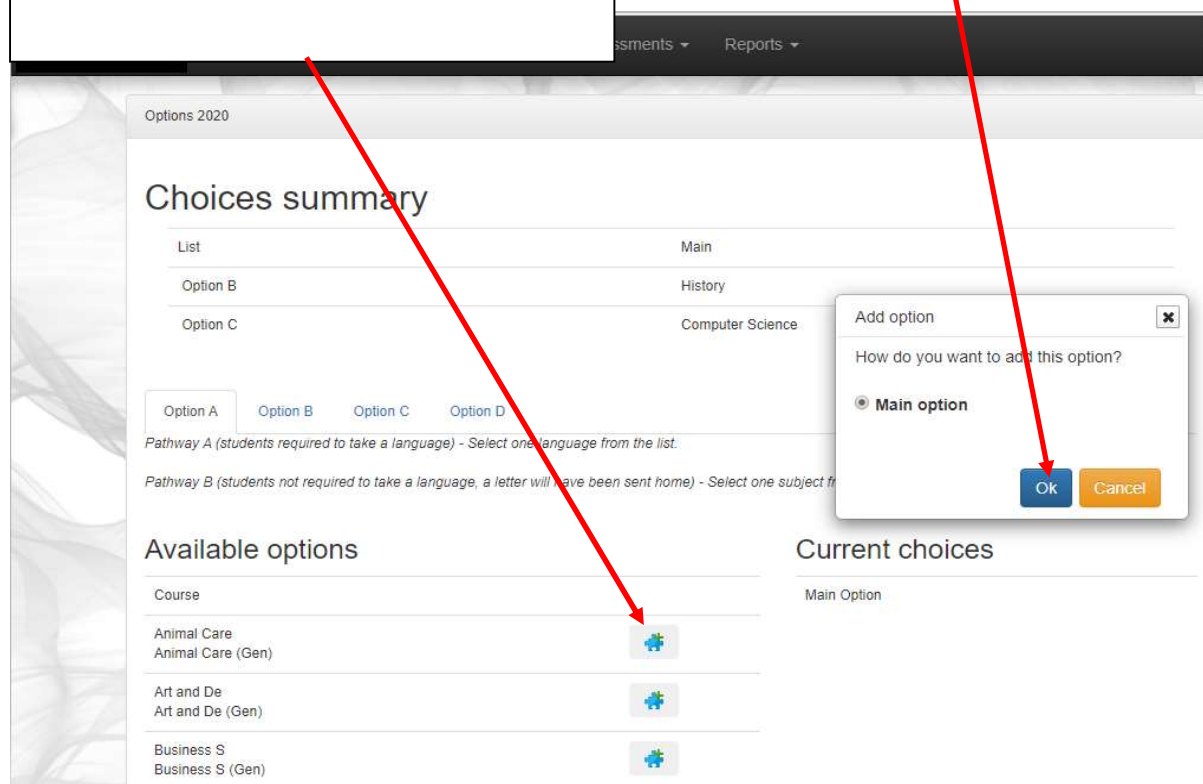 Reports
Options 2020
Choices summary
List Main
Option B History
Option C Computer Science
Add option
How do you want to add this option?
Main option
Ok Cancel
Option A Option B Option C Option D
Pathway A (students required to take a language) - Select one language from the list.
Pathway B (students not required to take a language, a letter will have been sent home) - Select one subject
Available options
Course
Animal Care
Animal Care (Gen)
Art and De
Art and De (Gen)
Business S
Business S (Gen)
Current choices
Main Option